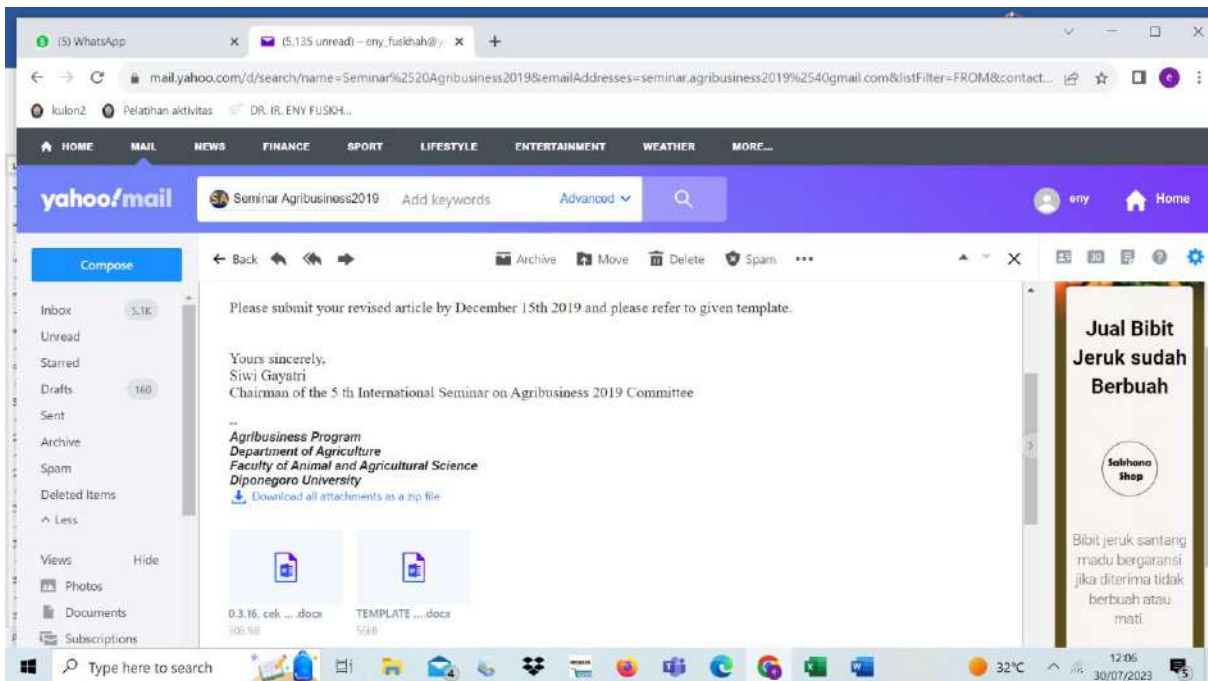 (5) WhatsApp
(5,135 unread) – eny_fuskhah@y
mail.yahoo.com/d/search/name=Seminar%2520Agribusiness2019&emailAddresses=seminar.agribusiness2019%2540gmail.com&listFilter=FROM&contact...
kulon2 Pelatihan aktivitas DR. IR. ENY FUSKH...
HOME MAIL NEWS FINANCE SPORT LIFESTYLE ENTERTAINMENT WEATHER MORE...
yahoo!mail SA Seminar Agribusiness2019 Add keywords Advanced eny Home
Compose Back Archive Move Delete Spam
Inbox 5.1K
Unread
Starred
Drafts 160
Sent
Archive
Spam
Deleted Items
Less
Views Hide
Photos
Documents
Subscriptions
Please submit your revised article by December 15th 2019 and please refer to given template.
Yours sincerely,
Siwi Gayatri
Chairman of the 5 th International Seminar on Agribusiness 2019 Committee
--
Agribusiness Program
Department of Agriculture
Faculty of Animal and Agricultural Science
Diponegoro University
Download all attachments as a zip file
0.3.16, cek ... .docx TEMPLATE ....docx
56kB
Jual Bibit
Jeruk sudah
Berbuah
Salrhana
Shop
Bibit jeruk santang
madu bergaransi
jika diterima tidak
berbuah atau
mati.
Type here to search 32°C 12:06
30/07/2023